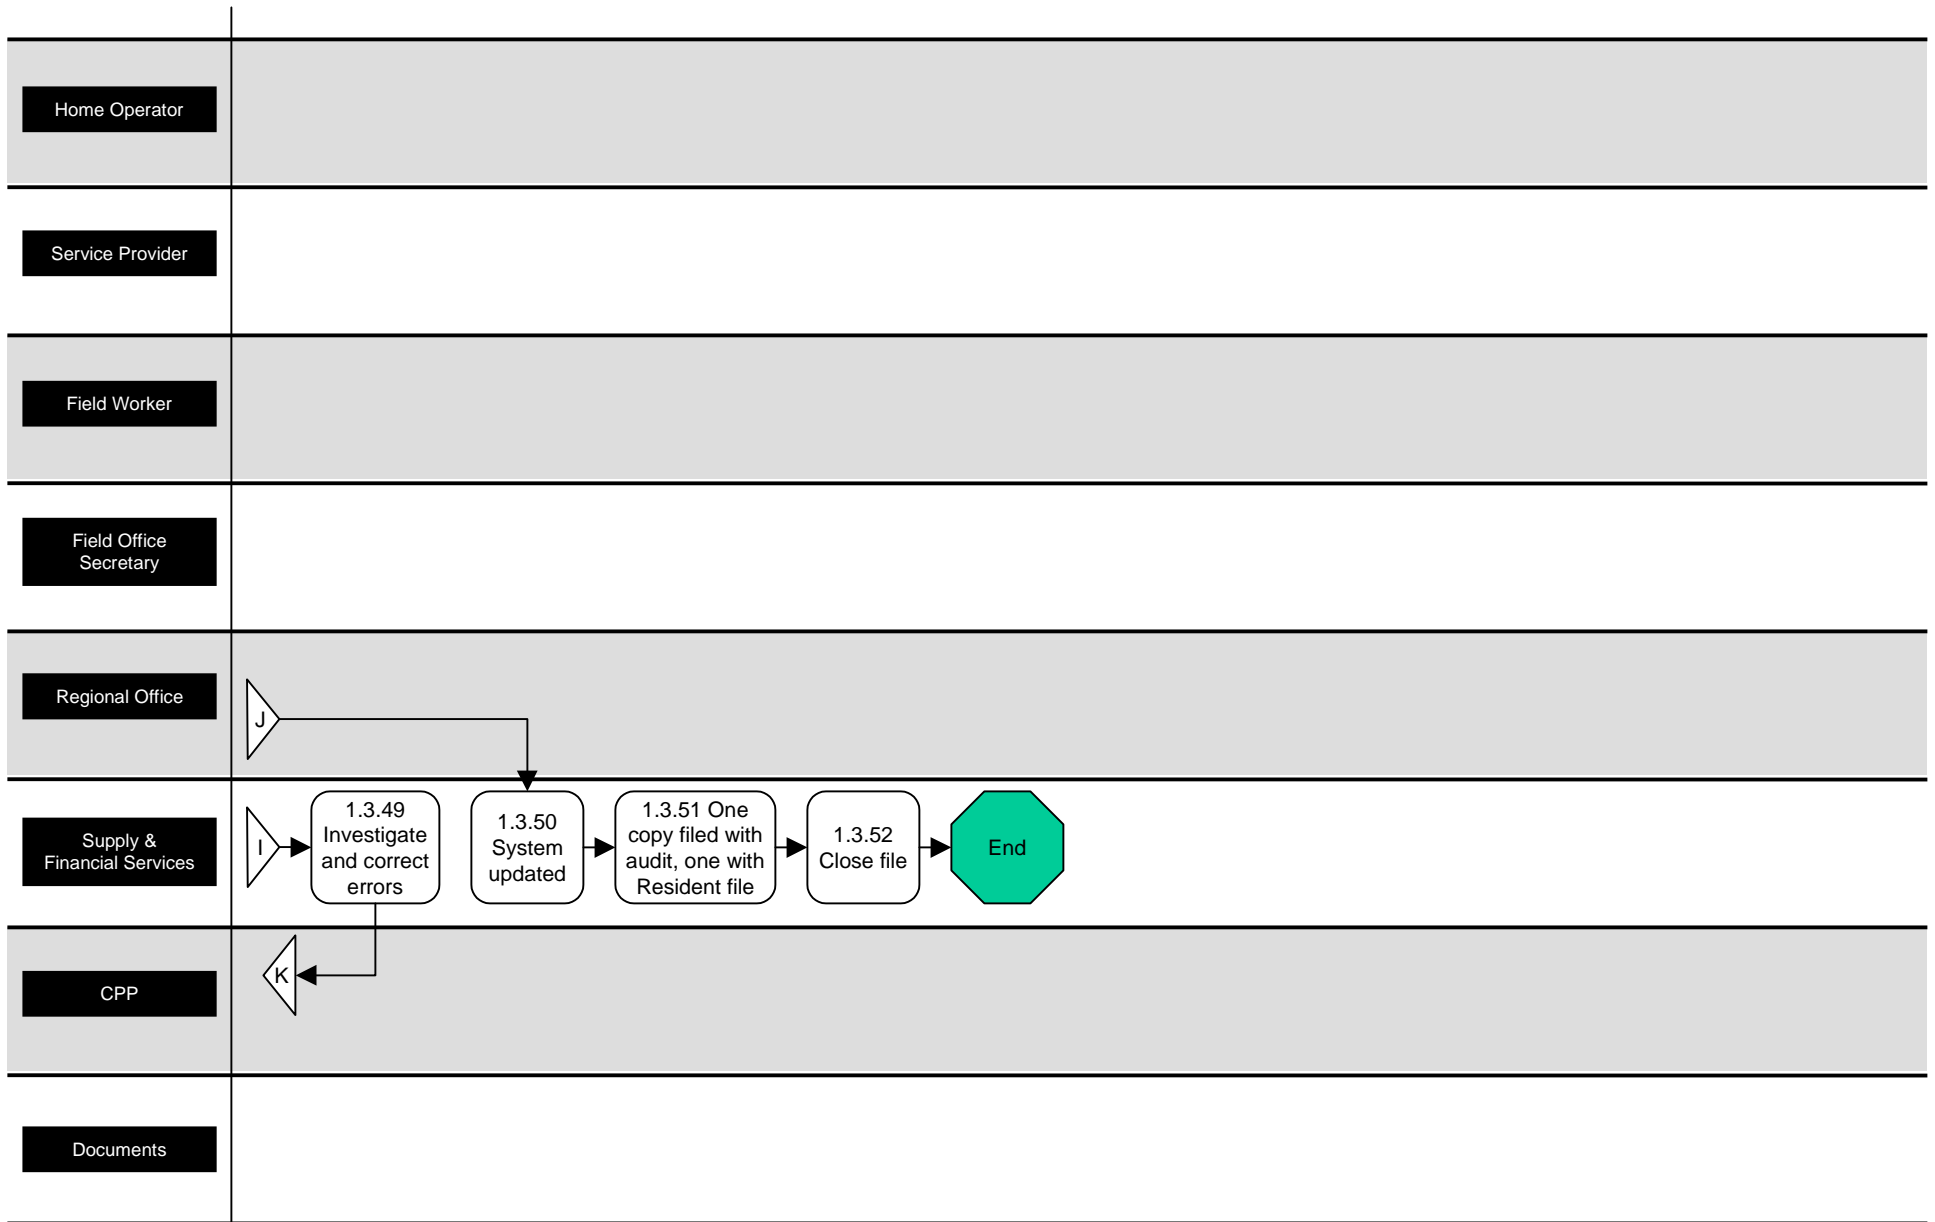 Home Operator
Service Provider
Field Worker
Field Office
Secretary
Regional Office
J
Supply &
Financial Services
I
1.3.49
Investigate
and correct
errors
1.3.50
System
updated
1.3.51 One
copy filed with
audit, one with
Resident file
1.3.52
Close file
End
CPP
K
Documents